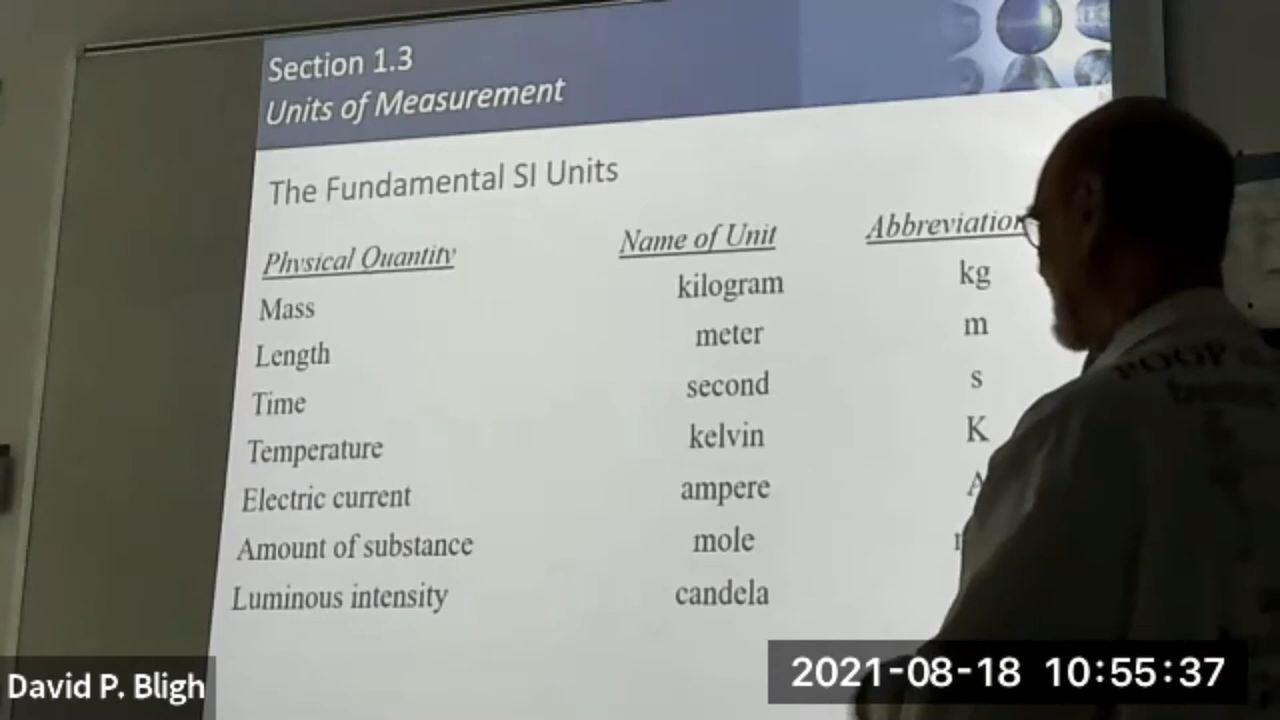 Section 1.3
Units of Measurement
The Fundamental SI Units
Physical Quantity Name of Unit Abbreviation
Mass kilogram kg
Length meter m
Time second s
Temperature kelvin K
Electric current ampere A
Amount of substance mole
Luminous intensity candela
POOP
David P. Bligh
2021-08-18 10:55:37